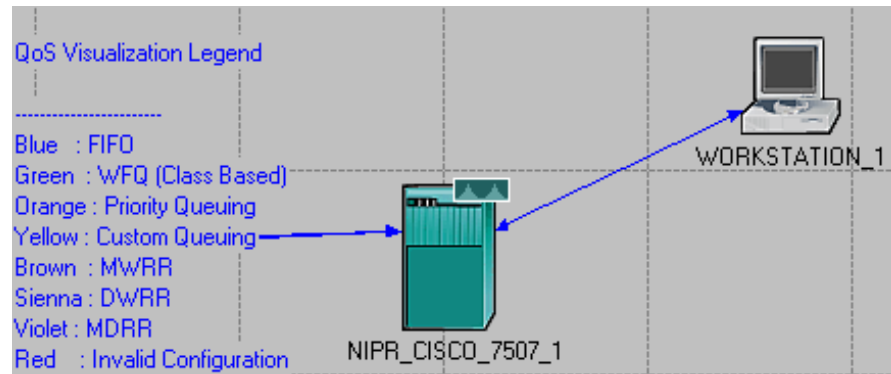 QoS Visualization Legend
------------------------
Blue : FIFO
Green : WFQ (Class Based)
Orange : Priority Queuing
Yellow : Custom Queuing
Brown : MWRR
Sienna : DWRR
Violet : MDRR
Red : Invalid Configuration
WORKSTATION_1
NIPR_CISCO_7507_1